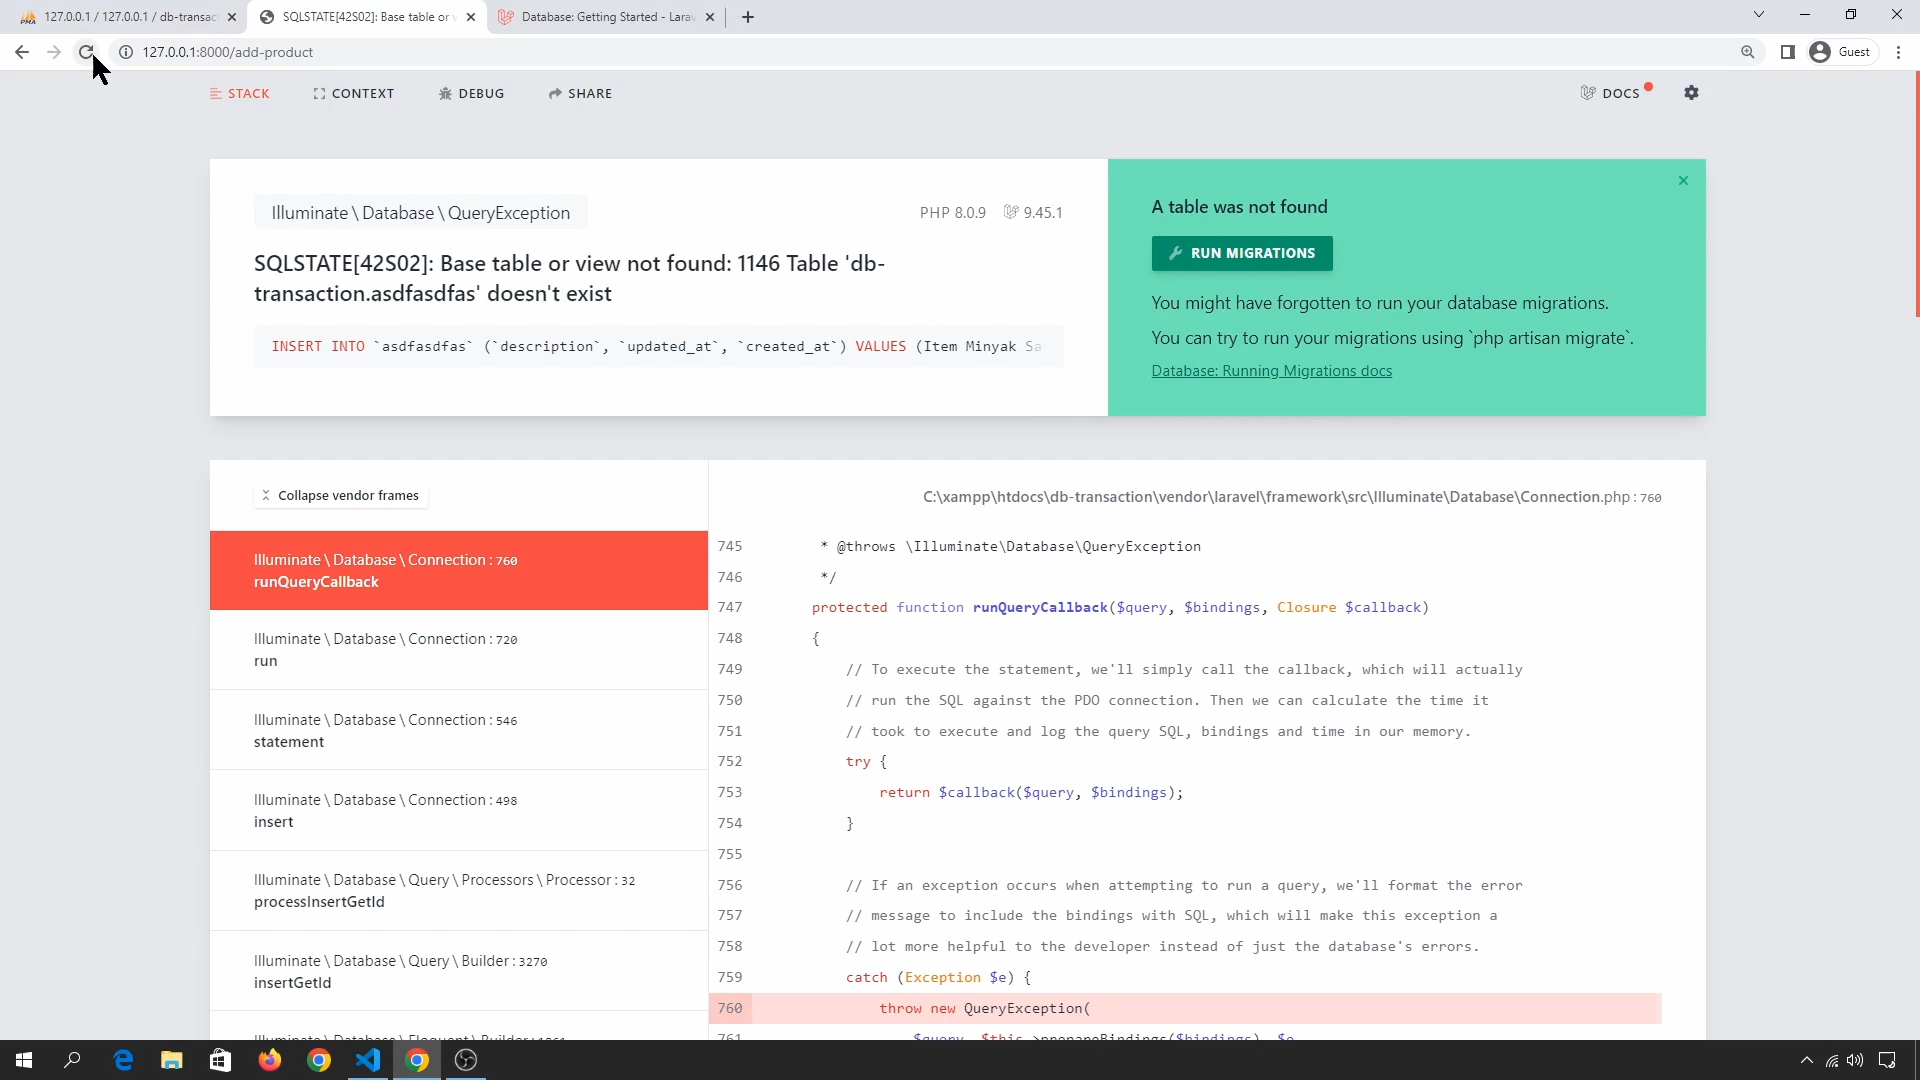 127.0.0.1 / 127.0.0.1 / db-transac
SQLSTATE[42S02]: Base table or
Database: Getting Started - Lara
127.0.0.1:8000/add-product
Guest
STACK
CONTEXT
DEBUG
SHARE
DOCS
Illuminate \ Database \ QueryException
PHP 8.0.9
9.45.1
SQLSTATE[42S02]: Base table or view not found: 1146 Table 'db-
transaction.asdfasdfas' doesn't exist
INSERT INTO `asdfasdfas` (`description`, `updated_at`, `created_at`) VALUES (Item Minyak Sa
A table was not found
RUN MIGRATIONS
You might have forgotten to run your database migrations.
You can try to run your migrations using `php artisan migrate`.
Database: Running Migrations docs
Collapse vendor frames
Illuminate \ Database \ Connection : 760
runQueryCallback
Illuminate \ Database \ Connection : 720
run
Illuminate \ Database \ Connection : 546
statement
Illuminate \ Database \ Connection : 498
insert
Illuminate \ Database \ Query \ Processors \ Processor : 32
processInsertGetId
Illuminate \ Database \ Query \ Builder : 3270
insertGetId
C:\xampp\htdocs\db-transaction\vendor\laravel\framework\src\Illuminate\Database\Connection.php : 760
745 * @throws \Illuminate\Database\QueryException
746 */
747 protected function runQueryCallback($query, $bindings, Closure $callback)
748 {
749 // To execute the statement, we'll simply call the callback, which will actually
750 // run the SQL against the PDO connection. Then we can calculate the time it
751 // took to execute and log the query SQL, bindings and time in our memory.
752 try {
753 return $callback($query, $bindings);
754 }
755
756 // If an exception occurs when attempting to run a query, we'll format the error
757 // message to include the bindings with SQL, which will make this exception a
758 // lot more helpful to the developer instead of just the database's errors.
759 catch (Exception $e) {
760 throw new QueryException(
761 $query, $this->prepareBindings($bindings), $e